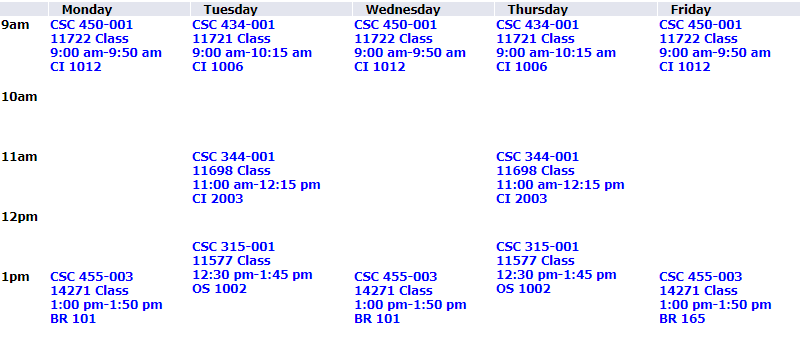 Monday Tuesday Wednesday Thursday Friday
9am CSC 450-001 CSC 434-001 CSC 450-001 CSC 434-001 CSC 450-001
11722 Class 11721 Class 11722 Class 11721 Class 11722 Class
9:00 am-9:50 am 9:00 am-10:15 am 9:00 am-9:50 am 9:00 am-10:15 am 9:00 am-9:50 am
CI 1012 CI 1006 CI 1012 CI 1006 CI 1012
10am
11am CSC 344-001 CSC 344-001
11698 Class 11698 Class
11:00 am-12:15 pm 11:00 am-12:15 pm
CI 2003 CI 2003
12pm
CSC 315-001 CSC 315-001
11577 Class 11577 Class
1pm CSC 455-003 12:30 pm-1:45 pm CSC 455-003 12:30 pm-1:45 pm CSC 455-003
14271 Class OS 1002 14271 Class OS 1002 14271 Class
1:00 pm-1:50 pm 1:00 pm-1:50 pm 1:00 pm-1:50 pm
BR 101 BR 101 BR 165